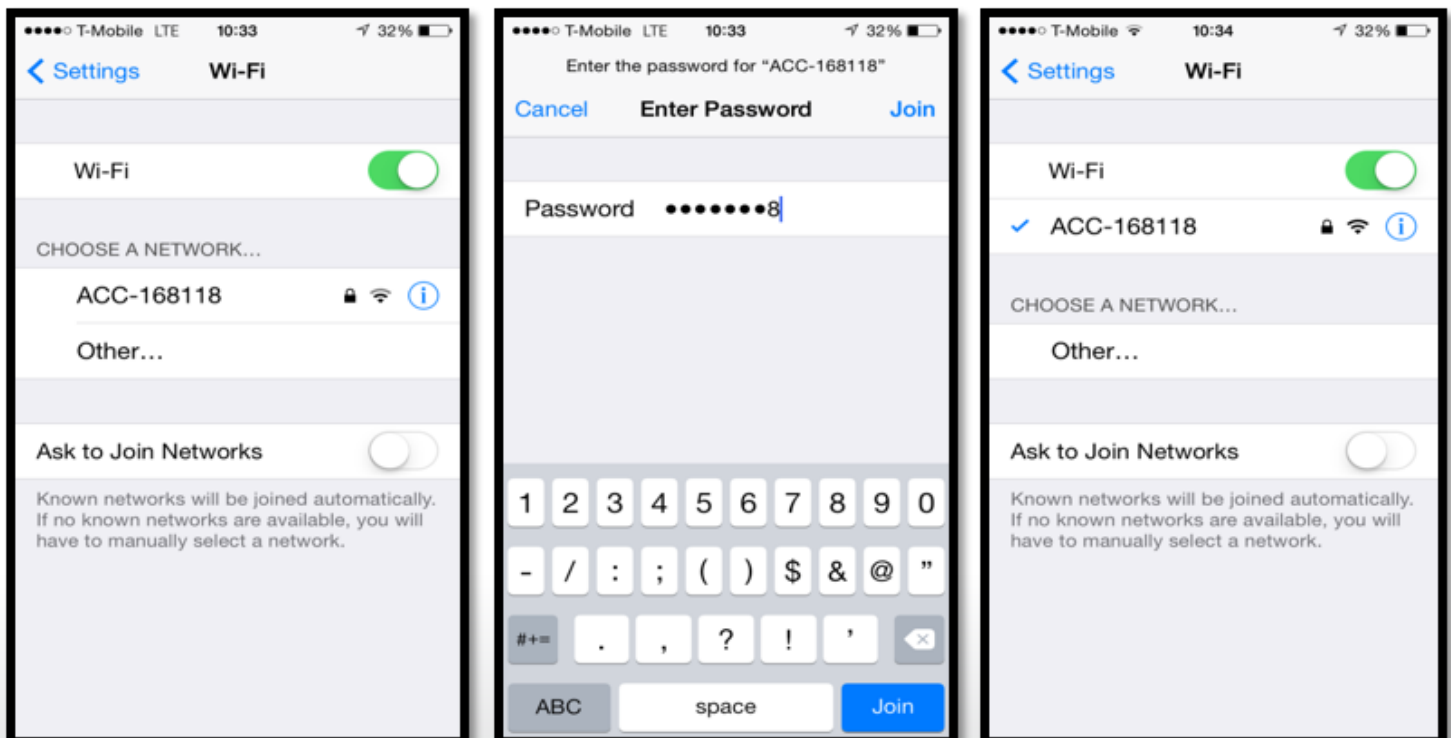 T-Mobile LTE 10:33 32%
Settings Wi-Fi
Wi-Fi
CHOOSE A NETWORK...
ACC-168118
Other...
Ask to Join Networks
Known networks will be joined automatically.
If no known networks are available, you will
have to manually select a network.
T-Mobile LTE 10:33 32%
Enter the password for “ACC-168118”
Cancel Enter Password Join
Password •••••••8
1 2 3 4 5 6 7 8 9 0
- / : ; ( ) $ & @ ”
#+= . , ? ! ’
ABC space Join
T-Mobile 10:34 32%
Settings Wi-Fi
Wi-Fi
ACC-168118
CHOOSE A NETWORK...
Other...
Ask to Join Networks
Known networks will be joined automatically.
If no known networks are available, you will
have to manually select a network.